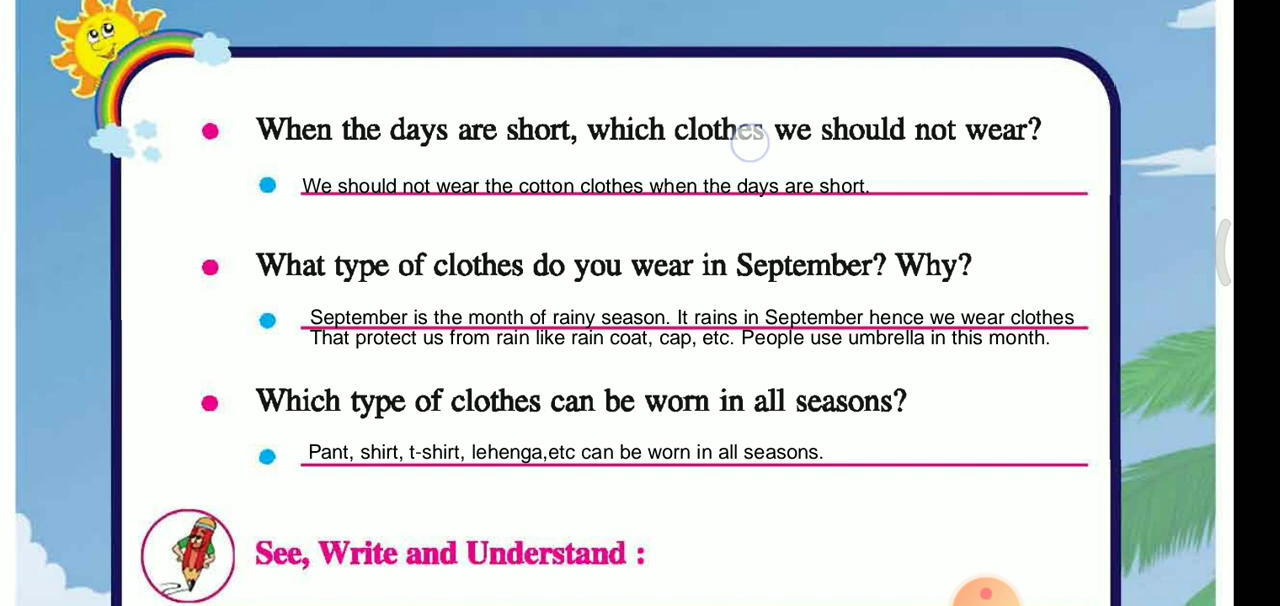 When the days are short, which clothes we should not wear?
We should not wear the cotton clothes when the days are short.
What type of clothes do you wear in September? Why?
September is the month of rainy season. It rains in September hence we wear clothes
That protect us from rain like rain coat, cap, etc. People use umbrella in this month.
Which type of clothes can be worn in all seasons?
Pant, shirt, t-shirt, lehenga,etc can be worn in all seasons.
See, Write and Understand :